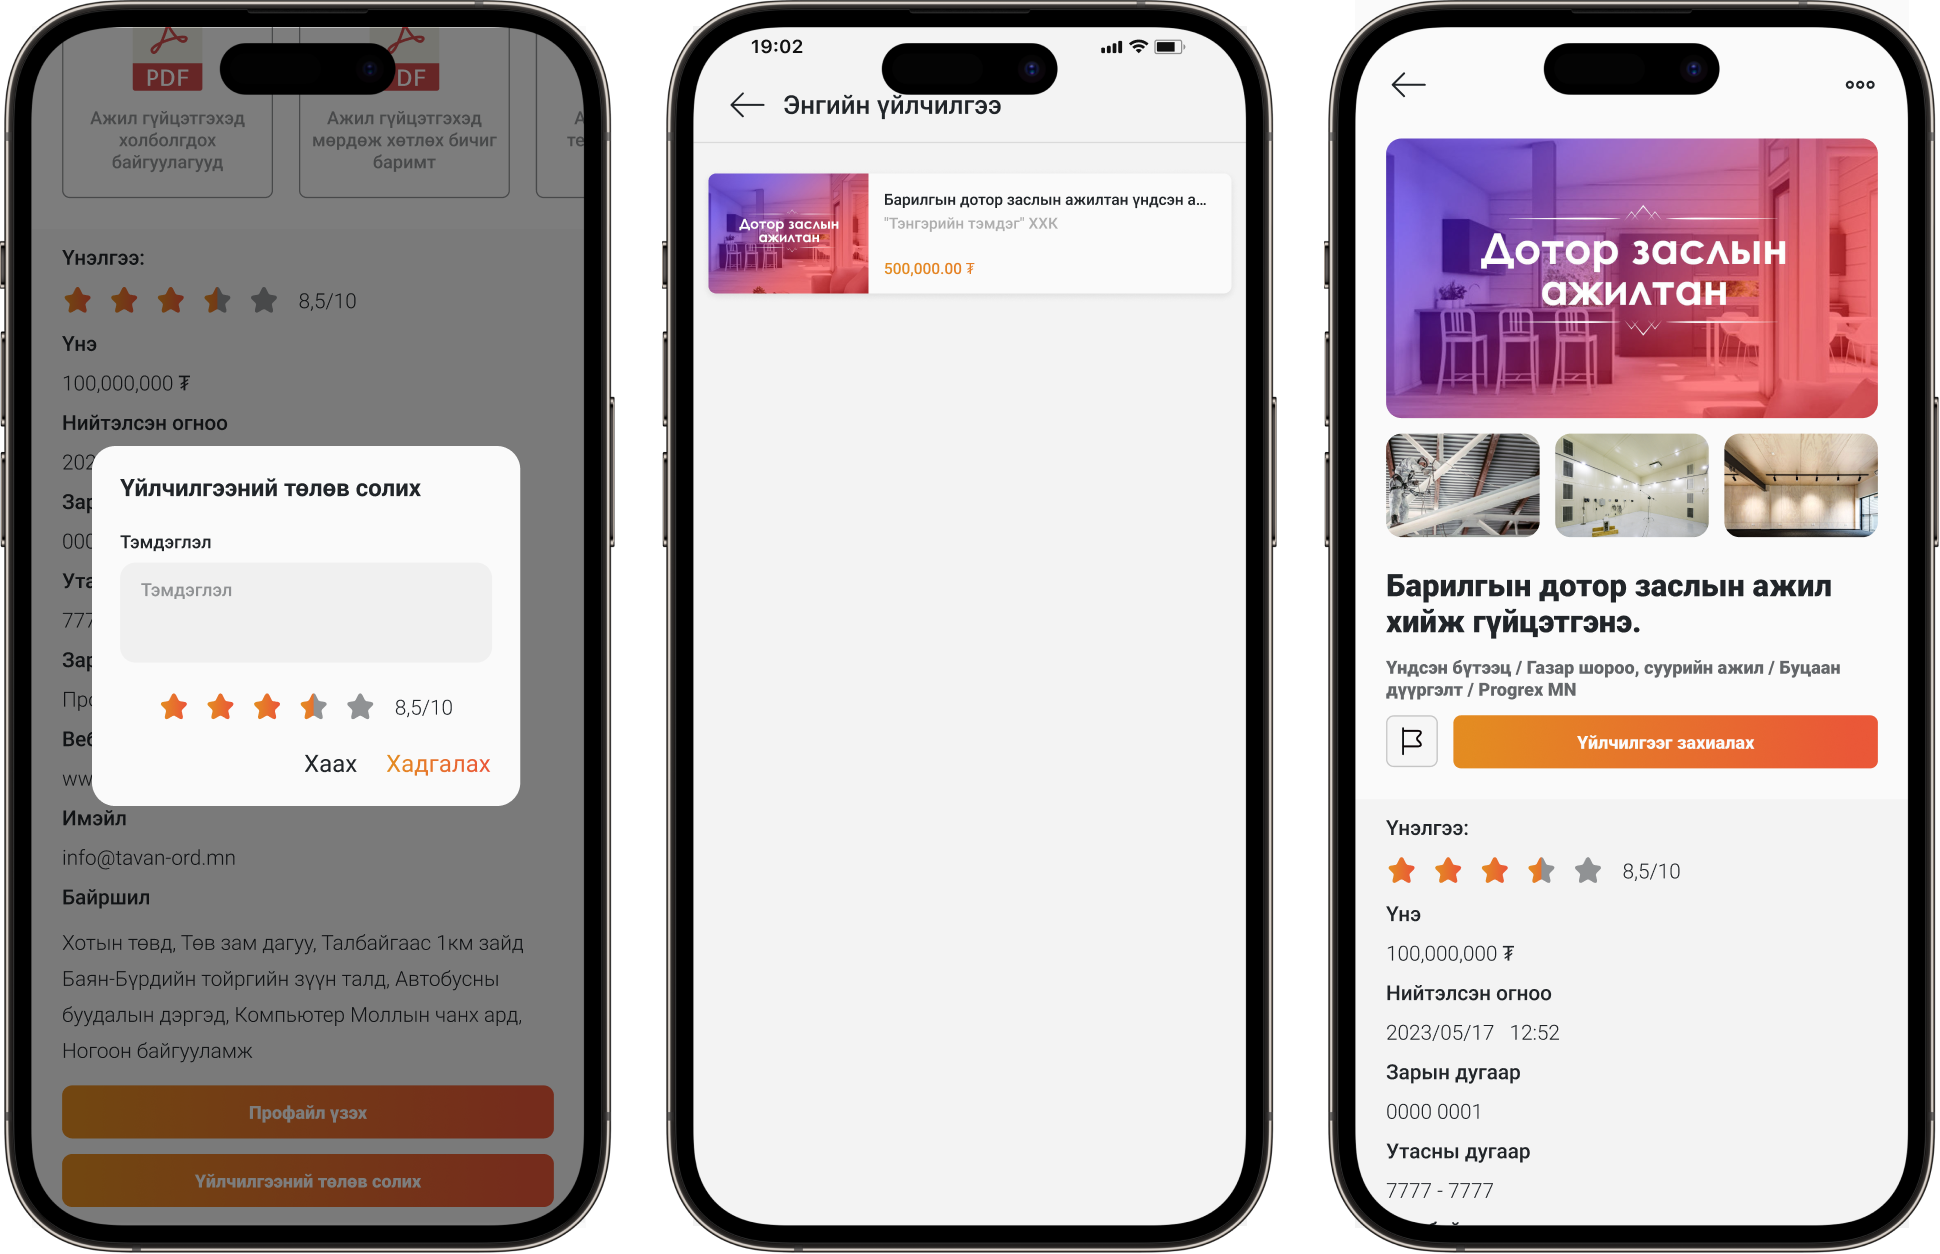 PDF
Ажил гүйцэтгэхэд
холболгдох
байгуулагууд
DF
Ажил гүйцэтгэхэд
мөрдөж хөтлөх бичиг
баримт
Үнэлгээ:
8,5/10
Үнэ
100,000,000 ₮
Нийтэлсэн огноо
202
Зар
000
Ута
777
Зар
Про
Веб
ww
Үйлчилгээний төлөв солих
Тэмдэглэл
Тэмдэглэл
8,5/10
Хаах Хадгалах
Имэйл
info@tavan-ord.mn
Байршил
Хотын төвд, Төв зам дагуу, Талбайгаас 1км зайд
Баян-Бүрдийн тойргийн зүүн талд, Автобусны
буудалын дэргэд, Компьютер Моллын чанх ард,
Ногоон байгууламж
Профайл үзэх
Үйлчилгээний төлөв солих
19:02
Энгийн үйлчилгээ
Дотор заслын
ажилтан
Барилгын дотор заслын ажилтан үндсэн а...
"Тэнгэрийн тэмдэг" ХХК
500,000.00 ₮
Дотор заслын
ажилтан
Барилгын дотор заслын ажил
хийж гүйцэтгэнэ.
Үндсэн бүтээц / Газар шороо, суурийн ажил / Буцаан
дүүргэлт / Progrex MN
Үйлчилгээг захиалах
Үнэлгээ:
8,5/10
Үнэ
100,000,000 ₮
Нийтэлсэн огноо
2023/05/17 12:52
Зарын дугаар
0000 0001
Утасны дугаар
7777 - 7777